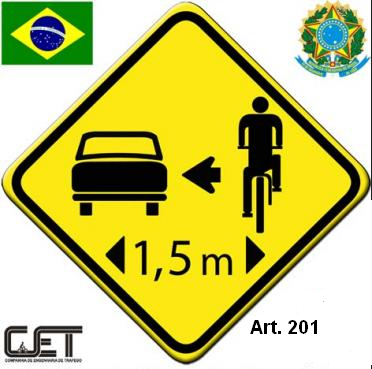 1,5 m
Art. 201
CET
COMPANHIA DE ENGENHARIA DE TRÁFEGO